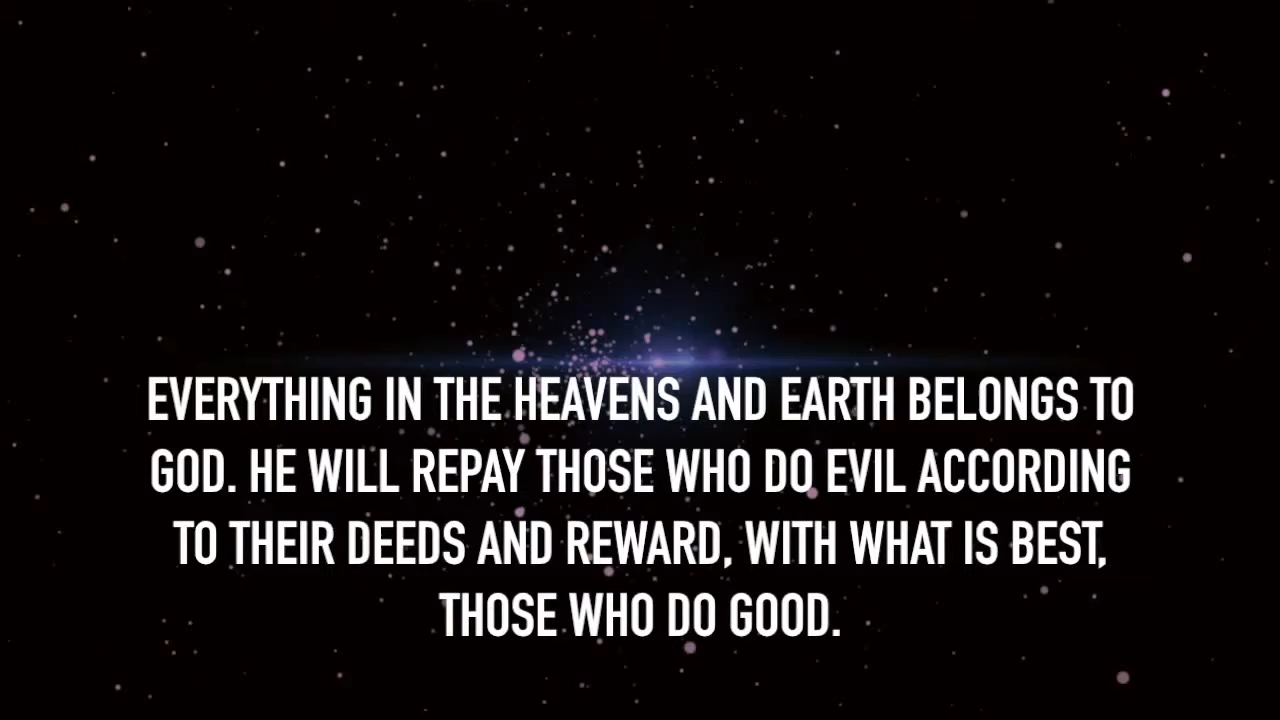 EVERYTHING IN THE HEAVENS AND EARTH BELONGS TO
GOD. HE WILL REPAY THOSE WHO DO EVIL ACCORDING
TO THEIR DEEDS AND REWARD, WITH WHAT IS BEST,
THOSE WHO DO GOOD.